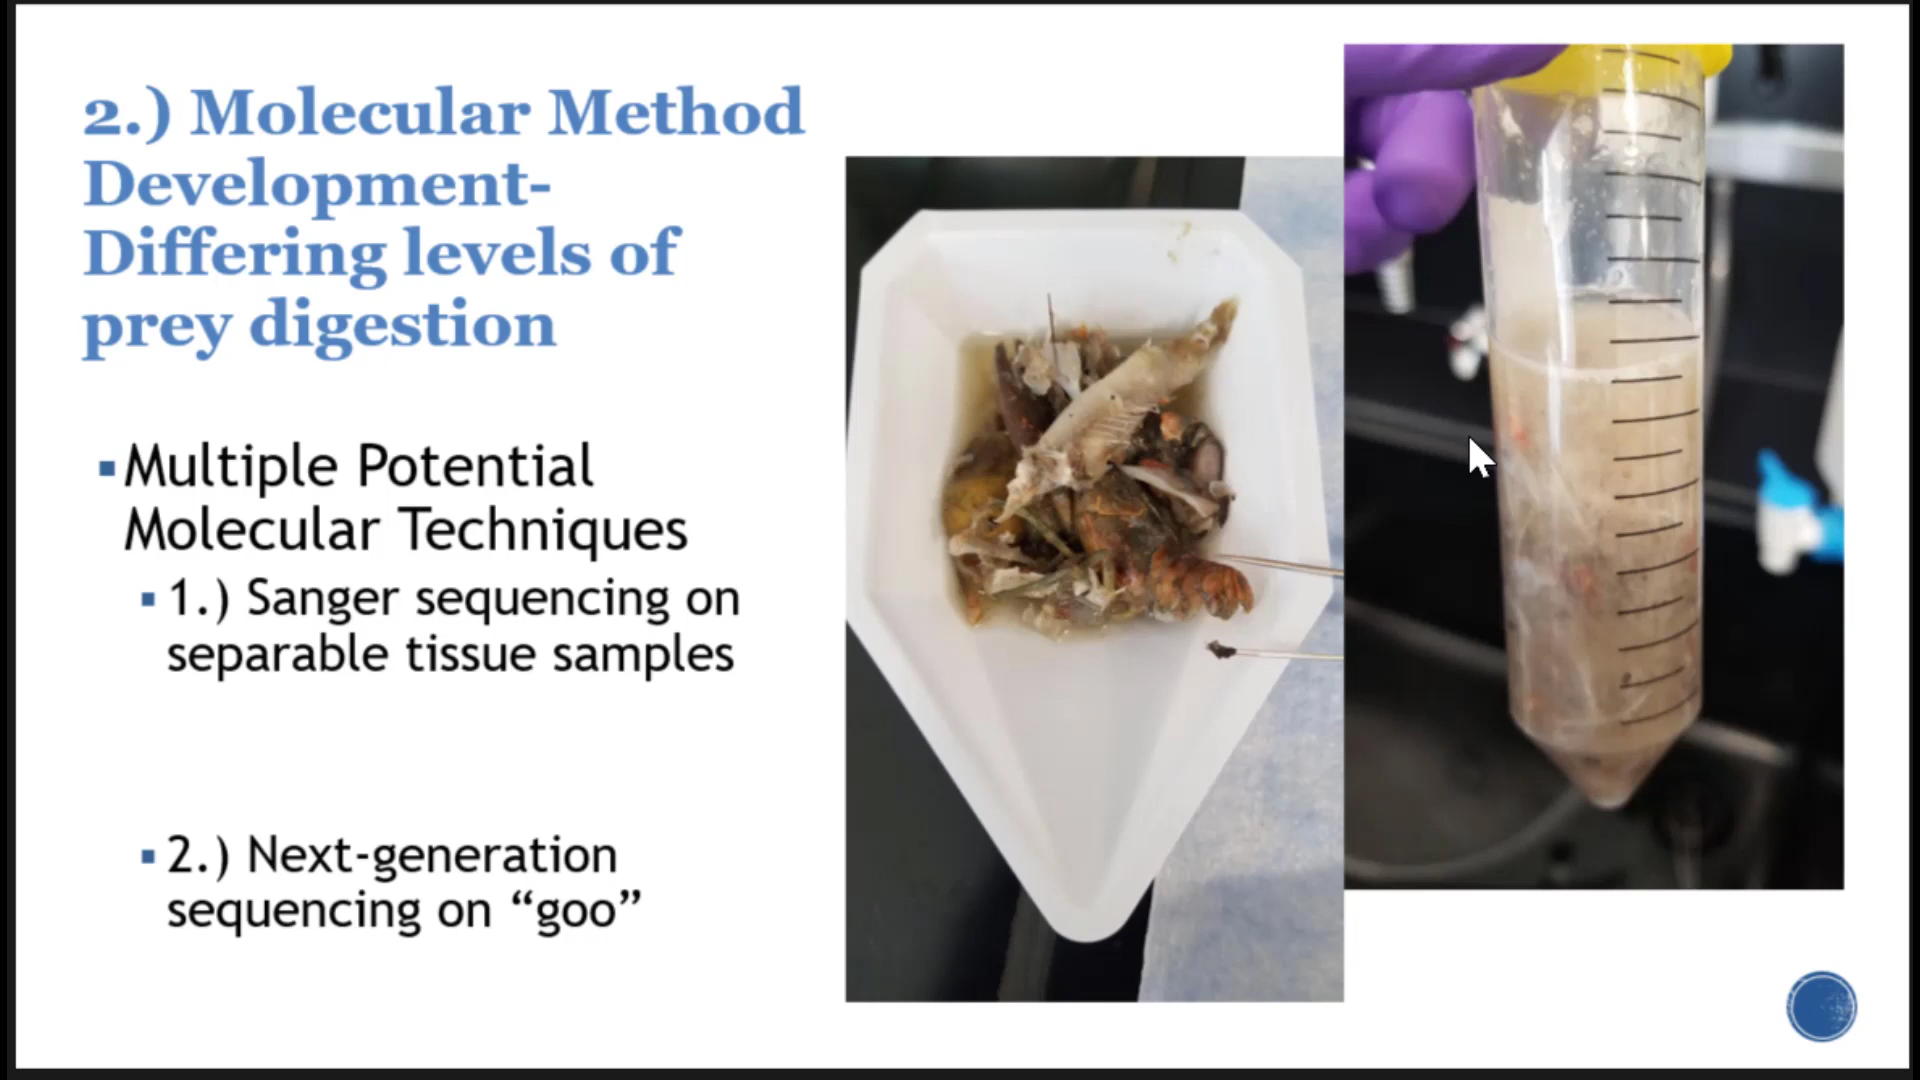 2.) Molecular Method
Development-
Differing levels of
prey digestion
▪Multiple Potential
Molecular Techniques
▪1.) Sanger sequencing on
separable tissue samples
▪2.) Next-generation
sequencing on “goo”